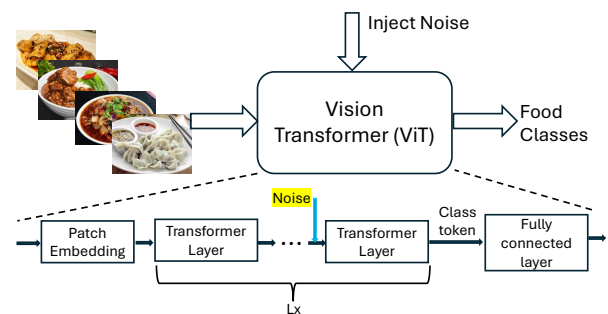 Inject Noise
Vision
Transformer (ViT)
Food
Classes
Noise
Patch
Embedding
Transformer
Layer
...
Transformer
Layer
Class
token
Fully
connected
layer
Lx